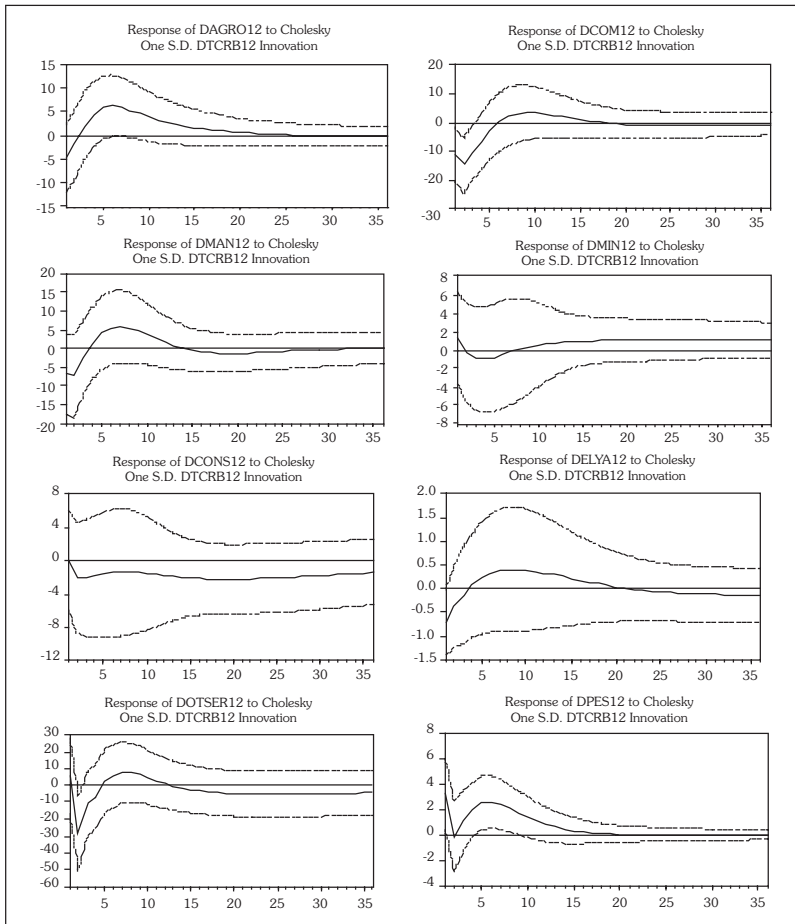 Response of DAGRO12 to Cholesky
One S.D. DTCRB12 Innovation
15
10
5
0
-5
-10
-15
5 10 15 20 25 30 35
Response of DCOM12 to Cholesky
One S.D. DTCRB12 Innovation
20
10
0
-10
-20
-30
5 10 15 20 25 30 35
Response of DMAN12 to Cholesky
One S.D. DTCRB12 Innovation
20
15
10
5
0
-5
-10
-15
-20
5 10 15 20 25 30 35
Response of DMIN12 to Cholesky
One S.D. DTCRB12 Innovation
8
6
4
2
0
-2
-4
-6
-8
5 10 15 20 25 30 35
Response of DCONS12 to Cholesky
One S.D. DTCRB12 Innovation
8
4
0
-4
-8
-12
5 10 15 20 25 30 35
Response of DELYA12 to Cholesky
One S.D. DTCRB12 Innovation
2.0
1.5
1.0
0.5
0.0
-0.5
-1.0
-1.5
5 10 15 20 25 30 35
Response of DOTSER12 to Cholesky
One S.D. DTCRB12 Innovation
30
20
10
0
-10
-20
-30
-40
-50
-60
5 10 15 20 25 30 35
Response of DPES12 to Cholesky
One S.D. DTCRB12 Innovation
8
6
4
2
0
-2
-4
5 10 15 20 25 30 35